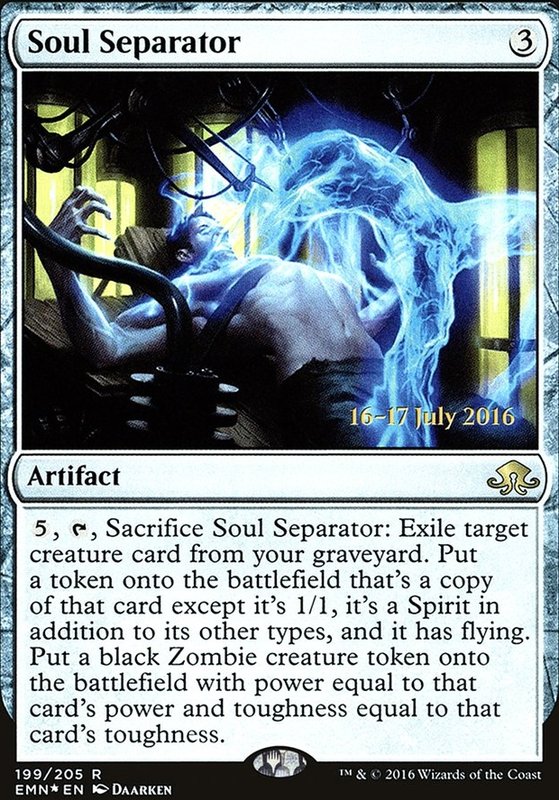 Soul Separator 3
16–17 July 2016
Artifact
5, , Sacrifice Soul Separator: Exile target
creature card from your graveyard. Put
a token onto the battlefield that's a copy
of that card except it's 1/1, it's a Spirit in
addition to its other types, and it has flying.
Put a black Zombie creature token onto
the battlefield with power equal to that
card's power and toughness equal to that
card's toughness.
199/205 R
EMN★EN Daarken
™ & © 2016 Wizards of the Coast